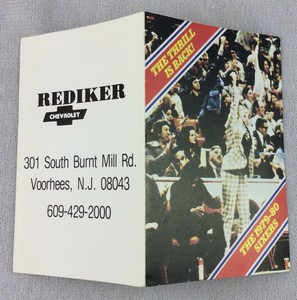 REDIKER
CHEVROLET
301 South Burnt Mill Rd.
Voorhees, N.J. 08043
609-429-2000
THE THRILL
IS BACK!
THE 1979-80
SIXERS